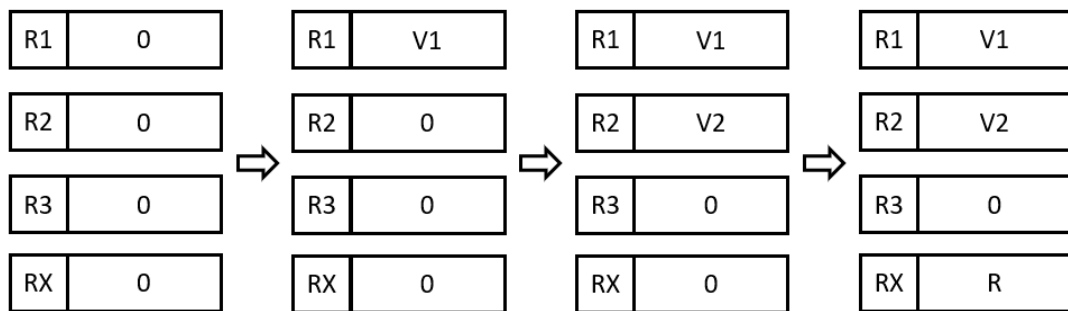 R1 0 R1 V1 R1 V1 R1 V1
R2 0 R2 0 R2 V2 R2 V2
R3 0 R3 0 R3 0 R3 0
RX 0 RX 0 RX 0 RX R